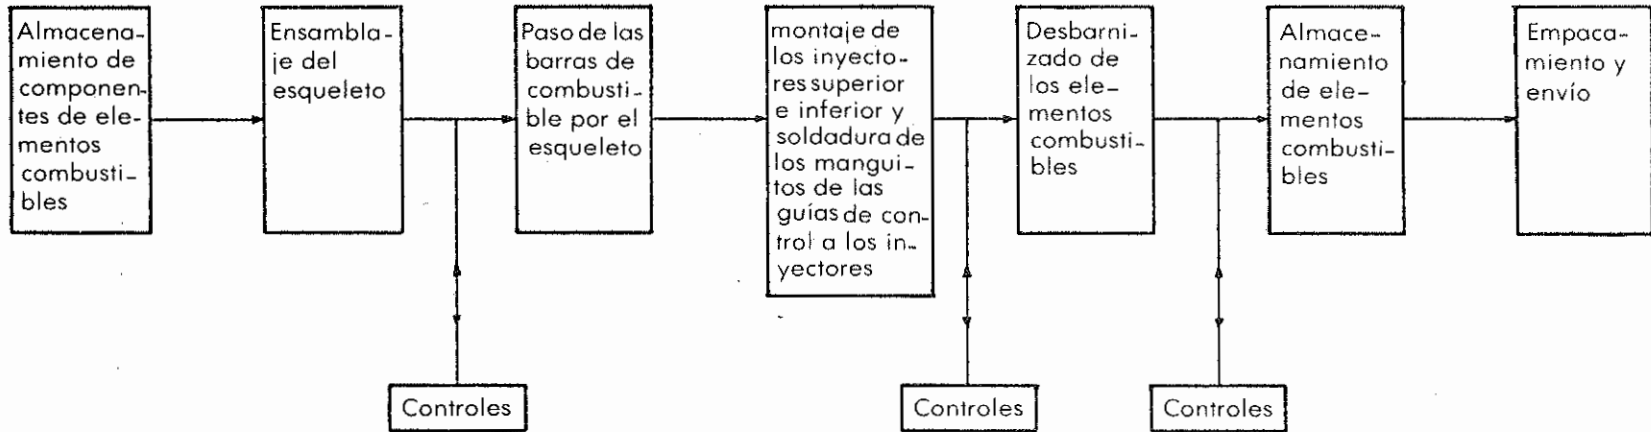 Almacena-
miento de
componen-
tes de ele-
mentos
combusti-
bles
Ensambla-
je del
esqueleto
Paso de las
barras de
combusti-
ble por el
esqueleto
montaje de
los inyecto-
res superior
e inferior y
soldadura de
los mangui-
tos de las
guías de con-
trol a los in-
yectores
Desbarni-
zado de
los ele-
mentos
combusti-
bles
Almace-
namiento
de ele-
mentos
combusti-
bles
Empaca-
miento y
envío
Controles
Controles
Controles